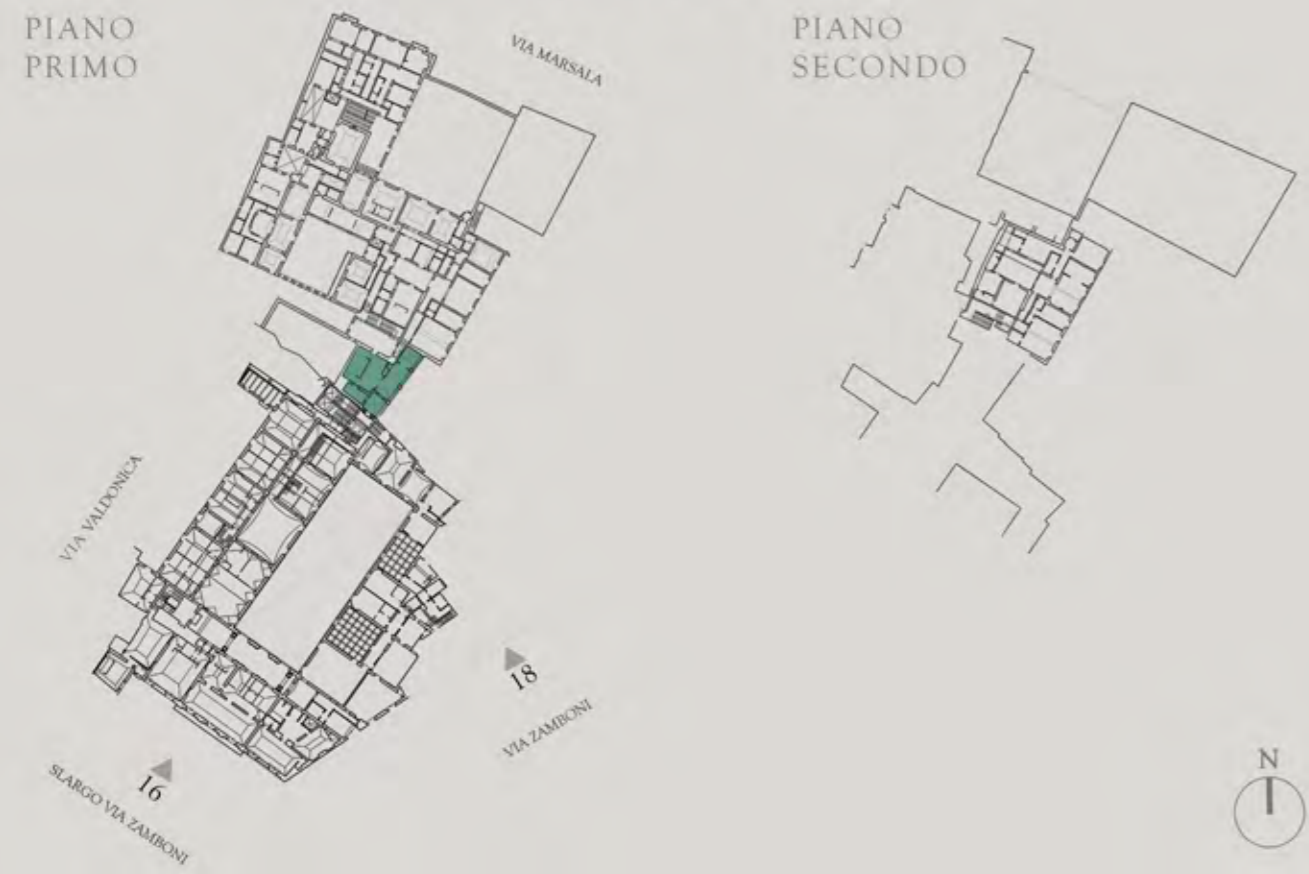 PIANO
PRIMO
VIA MARSALA
PIANO
SECONDO
VIA VALDONICA
18
VIA ZAMBONI
16
SLARGO VIA ZAMBONI
N